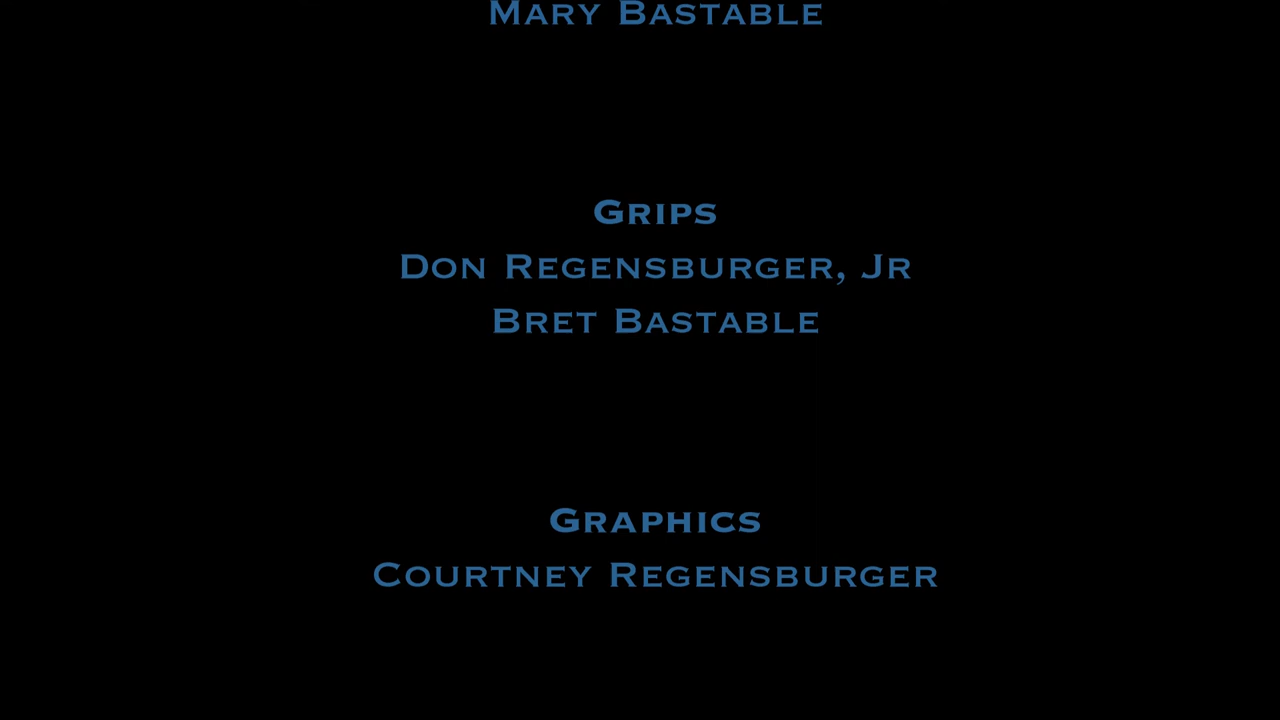 Mary Bastable
Grips
Don Regensburger, Jr
Bret Bastable
Graphics
Courtney Regensburger